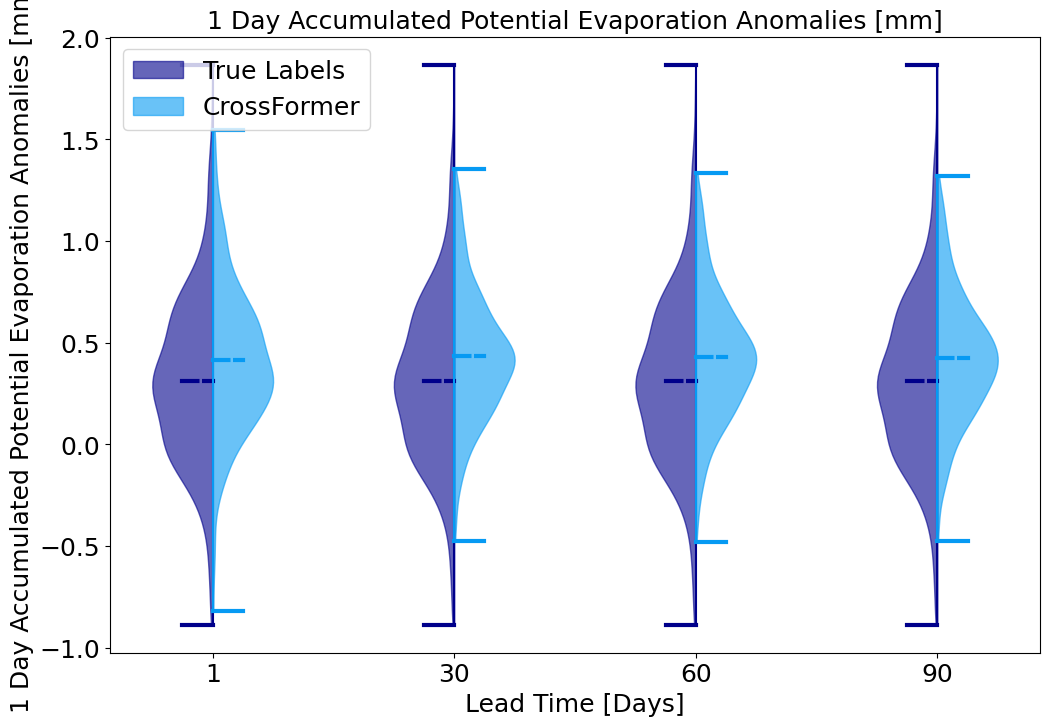 1 Day Accumulated Potential Evaporation Anomalies [mm]
1 Day Accumulated Potential Evaporation Anomalies [mm
2.0
1.5
1.0
0.5
0.0
−0.5
−1.0
True Labels
CrossFormer
1 30 60 90
Lead Time [Days]